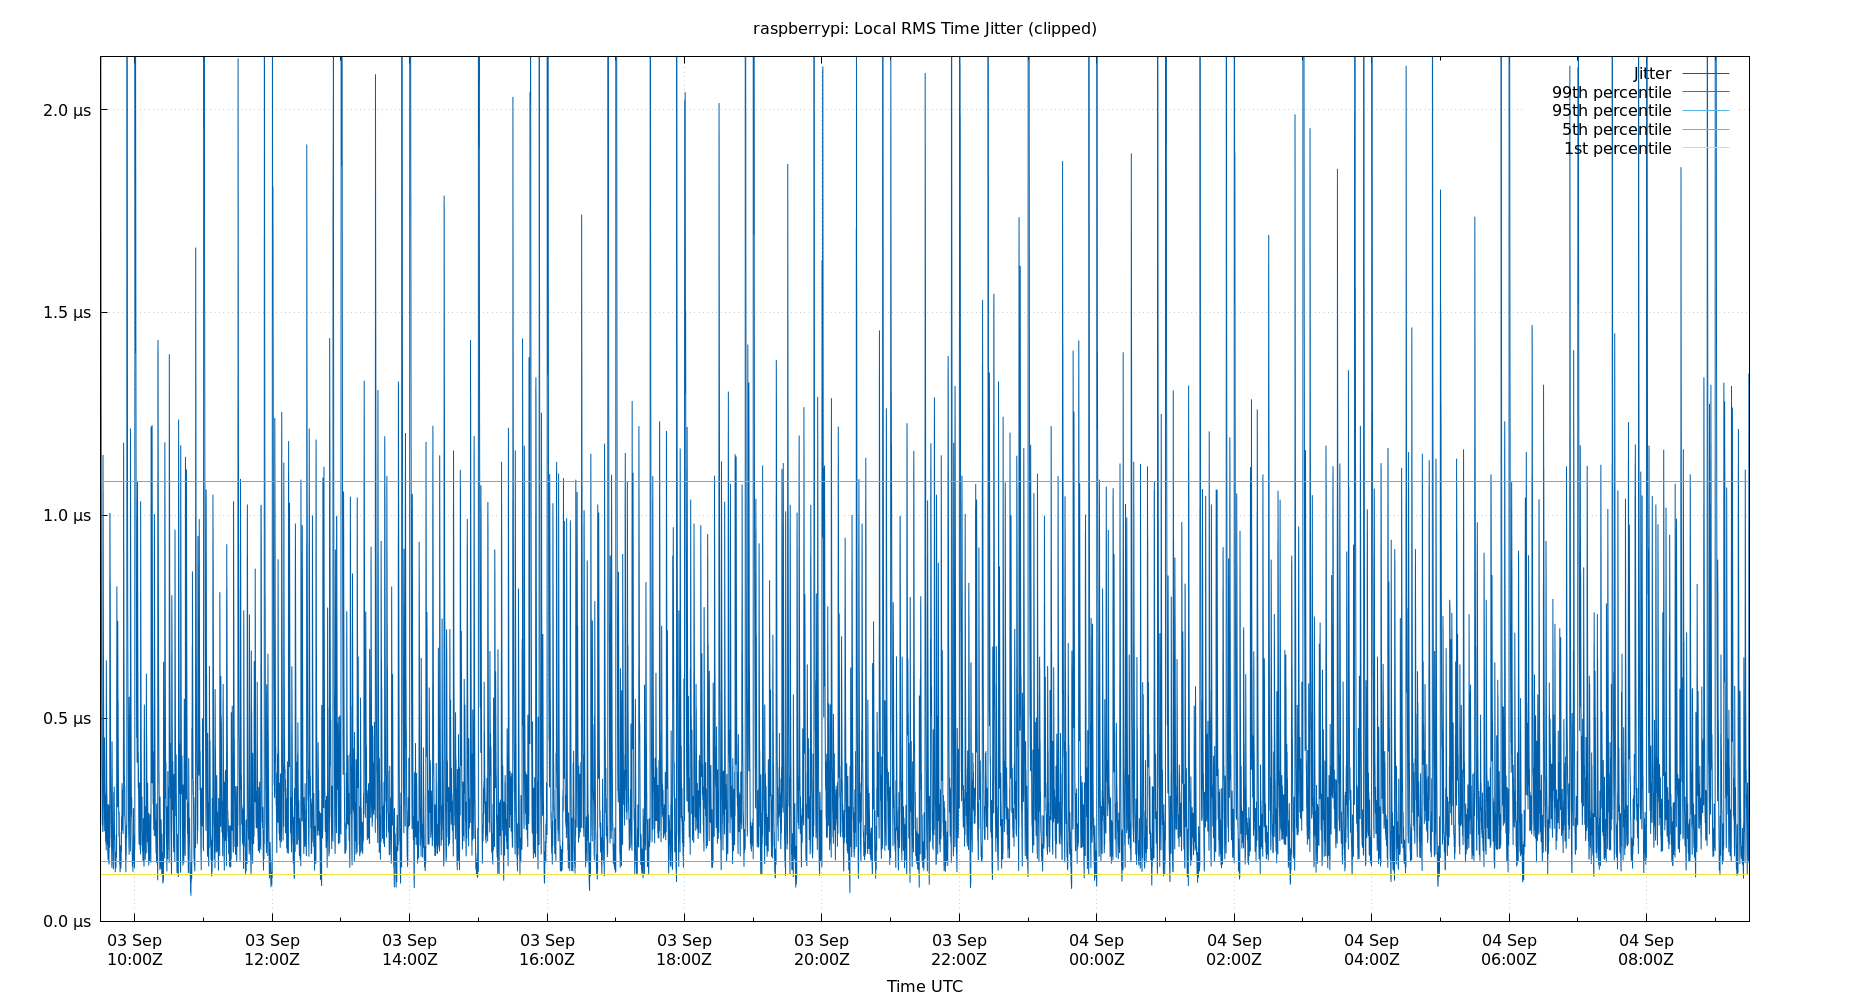 raspberrypi: Local RMS Time Jitter (clipped)
Jitter
99th percentile
95th percentile
5th percentile
1st percentile
2.0 µs
1.5 µs
1.0 µs
0.5 µs
0.0 µs
03 Sep 03 Sep 03 Sep 03 Sep 03 Sep 03 Sep 03 Sep 04 Sep 04 Sep 04 Sep 04 Sep 04 Sep
10:00Z 12:00Z 14:00Z 16:00Z 18:00Z 20:00Z 22:00Z 00:00Z 02:00Z 04:00Z 06:00Z 08:00Z
Time UTC